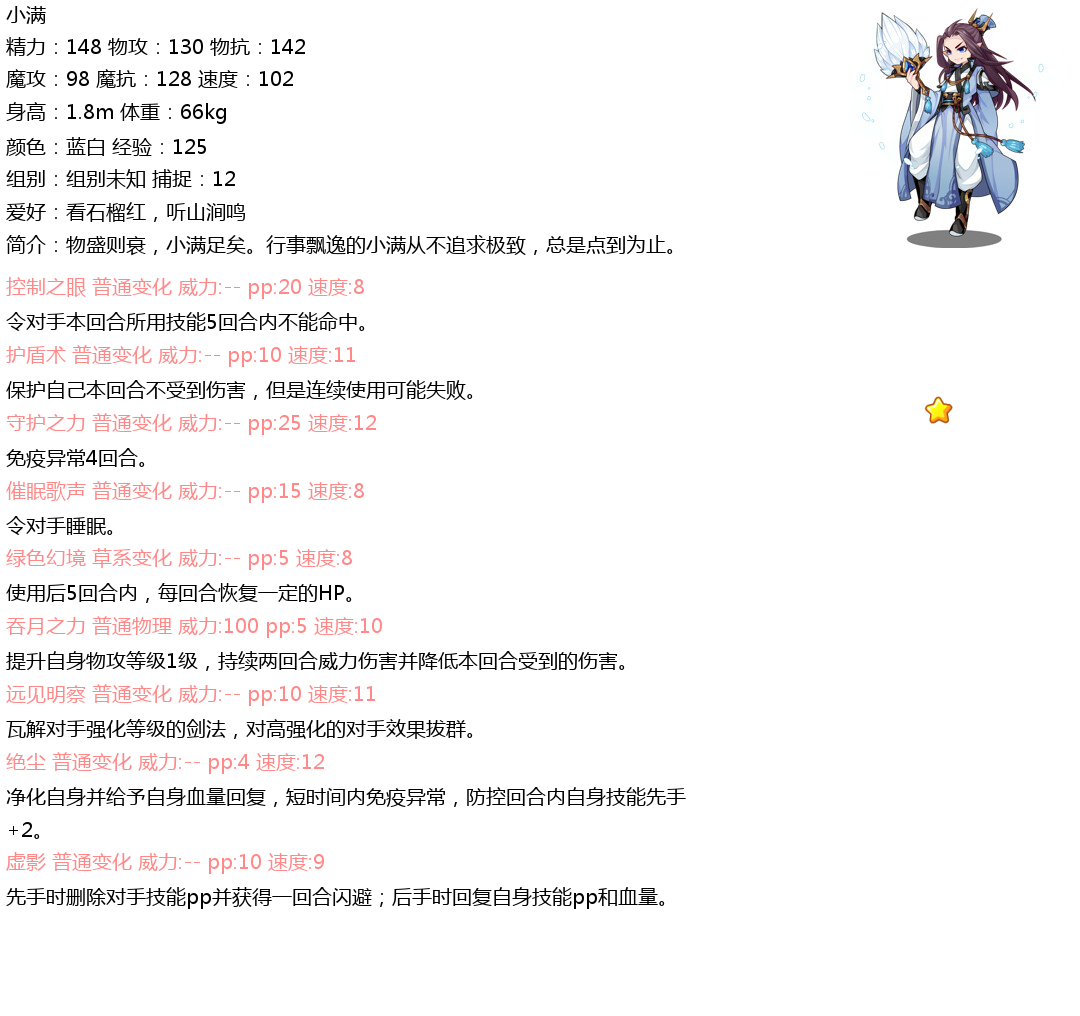 小满
精力：148 物攻：130 物抗：142
魔攻：98 魔抗：128 速度：102
身高：1.8m 体重：66kg
颜色：蓝白 经验：125
组别：组别未知 捕捉：12
爱好：看石榴红，听山涧鸣
简介：物盛则衰，小满足矣。行事飘逸的小满从不追求极致，总是点到为止。
控制之眼 普通变化 威力:-- pp:20 速度:8
令对手本回合所用技能5回合内不能命中。
护盾术 普通变化 威力:-- pp:10 速度:11
保护自己本回合不受到伤害，但是连续使用可能失败。
守护之力 普通变化 威力:-- pp:25 速度:12
免疫异常4回合。
催眠歌声 普通变化 威力:-- pp:15 速度:8
令对手睡眠。
绿色幻境 草系变化 威力:-- pp:5 速度:8
使用后5回合内，每回合恢复一定的HP。
吞月之力 普通物理 威力:100 pp:5 速度:10
提升自身物攻等级1级，持续两回合威力伤害并降低本回合受到的伤害。
远见明察 普通变化 威力:-- pp:10 速度:11
瓦解对手强化等级的剑法，对高强化的对手效果拔群。
绝尘 普通变化 威力:-- pp:4 速度:12
净化自身并给予自身血量回复，短时间内免疫异常，防控回合内自身技能先手
+2。
虚影 普通变化 威力:-- pp:10 速度:9
先手时删除对手技能pp并获得一回合闪避；后手时回复自身技能pp和血量。